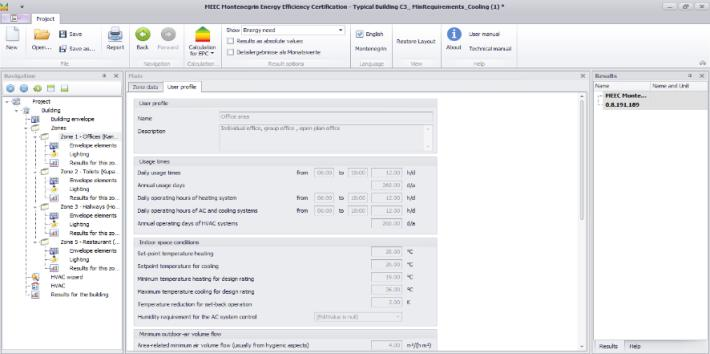 MEEC Montenegrin Energy Efficiency Certification - Typical Building C3_ MinRequirements_Cooling (1) *
Project
New
Open...
Save
Save as...
Report
Back
Forward
Calculation for EPC
Show Energy need
Results as absolute values
Detailergebnisse als Monatswerte
English
Montenegrin
Restore Layout
About
User manual
Technical manual
File
Navigation
Calculation
Result options
Language
View
Help
Navigation
Project
Building
Building envelope
Zones
Zone 1 - Offices (Kan...
Envelope elements
Lighting
Results for this zo...
Zone 2 - Toilets (Kupa...
Envelope elements
Lighting
Results for this zo...
Zone 3 - Hallways (Ho...
Envelope elements
Lighting
Results for this zo...
Zone 5 - Restaurant (...
Envelope elements
Lighting
Results for this zo...
HVAC wizard
HVAC
Results for the building
Main
Zone data User profile
User profile
Name Office area
Description Individual office, group office , open plan office
Usage times
Daily usage times from 06:00 to 18:00 12.00 h/d
Annual usage days 260.00 d/a
Daily operating hours of heating system from 06:00 to 18:00 12.00 h/d
Daily operating hours of AC and cooling systems from 06:00 to 18:00 12.00 h/d
Annual operating days of HVAC systems 260.00 d/a
Indoor space conditions
Set-point temperature heating 20.00 °C
Setpoint temperature for cooling 26.00 °C
Minimum temperature heating for design rating 19.00 °C
Maximum temperature cooling for design rating 26.00 °C
Temperature reduction for set-back operation 2.00 K
Humidity requirement for the AC system control (EditValue is null)
Minimum outdoor-air volume flow
Area-related minimum air volume flow (usually from hygienic aspects) 4.00 m³/(h m²)
Results
Name Name and Unit
MEEC Monte...
0.8.191.189
Results Help